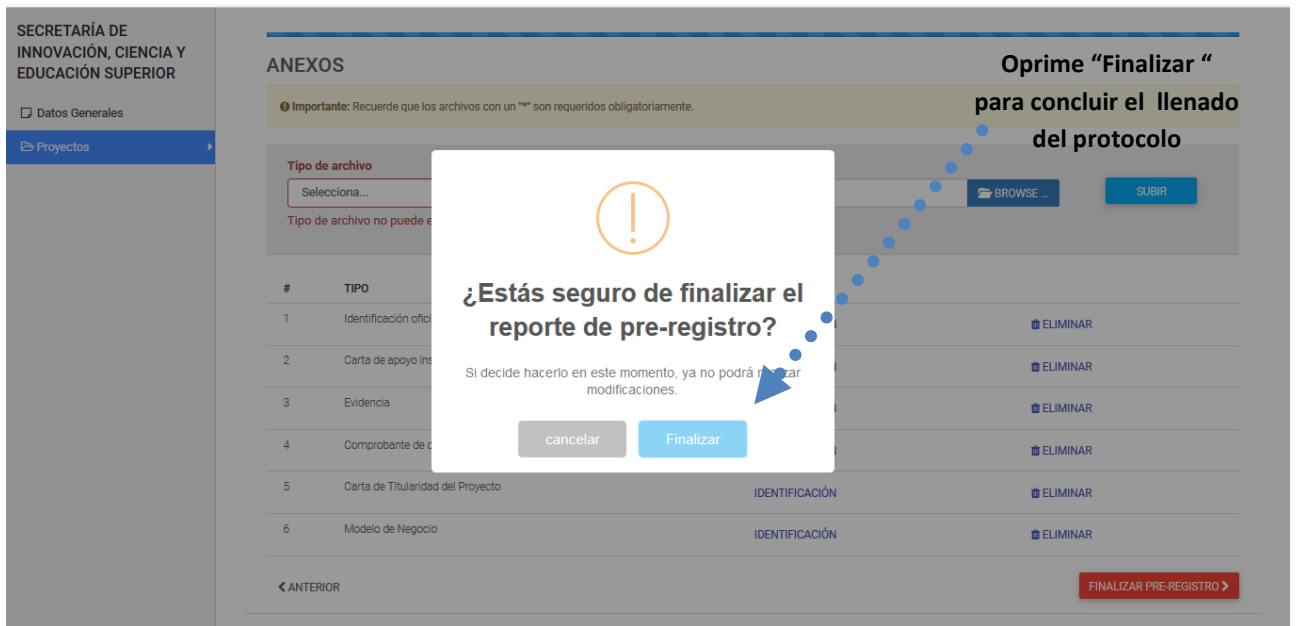 SECRETARÍA DE
INNOVACIÓN, CIENCIA Y
EDUCACIÓN SUPERIOR
Datos Generales
Proyectos
ANEXOS
Oprime “Finalizar “
para concluir el llenado
del protocolo
Importante: Recuerde que los archivos con un "*" son requeridos obligatoriamente.
Tipo de archivo
Selecciona...
BROWSE ...
SUBIR
Tipo de archivo no puede
¿Estás seguro de finalizar el
reporte de pre-registro?
Si decide hacerlo en este momento, ya no podrá
modificaciones.
cancelar
Finalizar
# TIPO
1 Identificación ELIMINAR
2 Carta de apoyo ELIMINAR
3 Evidencia ELIMINAR
4 Comprobante de ELIMINAR
5 Carta de Titularidad del Proyecto IDENTIFICACIÓN ELIMINAR
6 Modelo de Negocio IDENTIFICACIÓN ELIMINAR
ANTERIOR
FINALIZAR PRE-REGISTRO